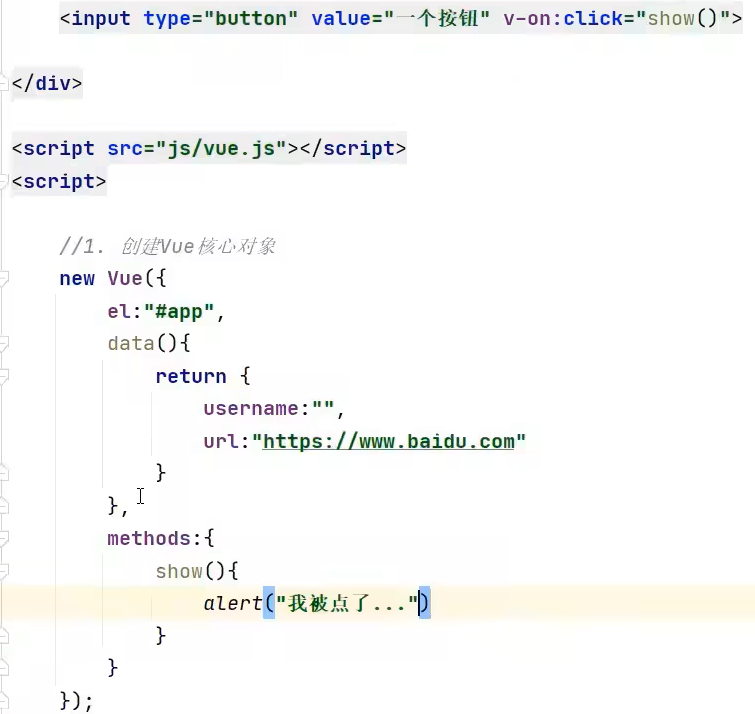 <input type="button" value="一个按钮" v-on:click="show()">
</div>
<script src="js/vue.js"></script>
<script>
//1. 创建Vue核心对象
new Vue({
el:"#app",
data(){
return {
username:"",
url:"https://www.baidu.com"
}
},
methods:{
show(){
alert("我被点了...")
}
}
});